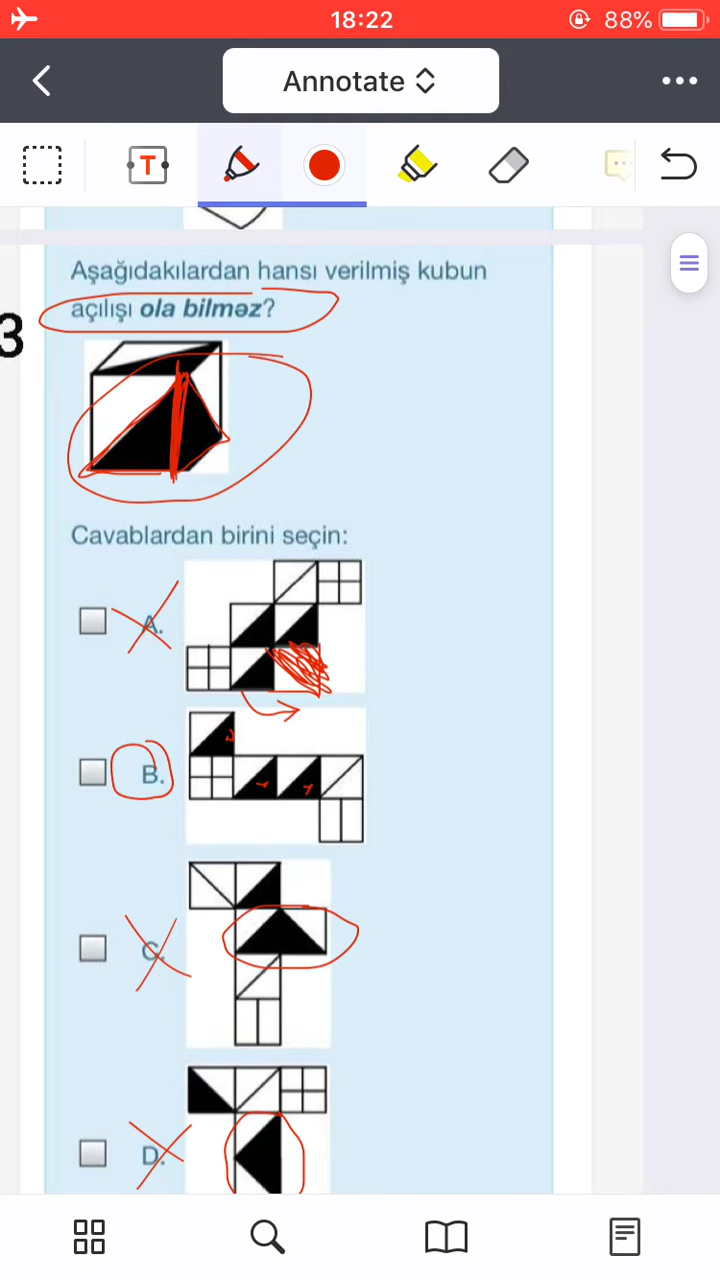 18:22
88%
Annotate
T
Aşağıdakılardan hansı verilmiş kubun
açılışı ola bilməz?
3
Cavablardan birini seçin:
A.
B.
C.
D.